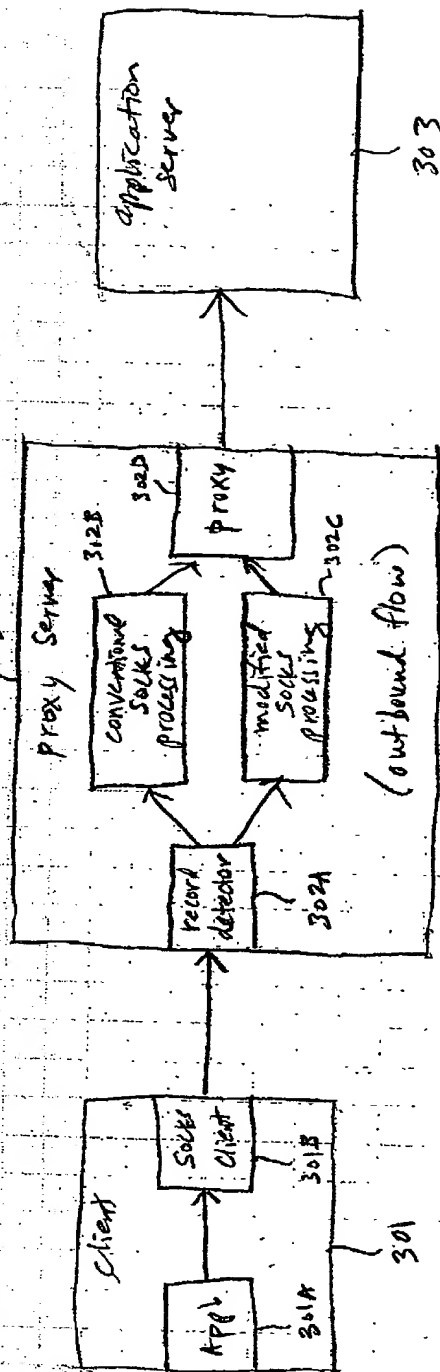 Client
Appl
301A
SOCKS
client
301B
301
proxy server
record
detector
302A
conventional
SOCKS
processing
312B
modified
SOCKS
processing
302C
proxy
302D
(outbound flow)
application
server
303